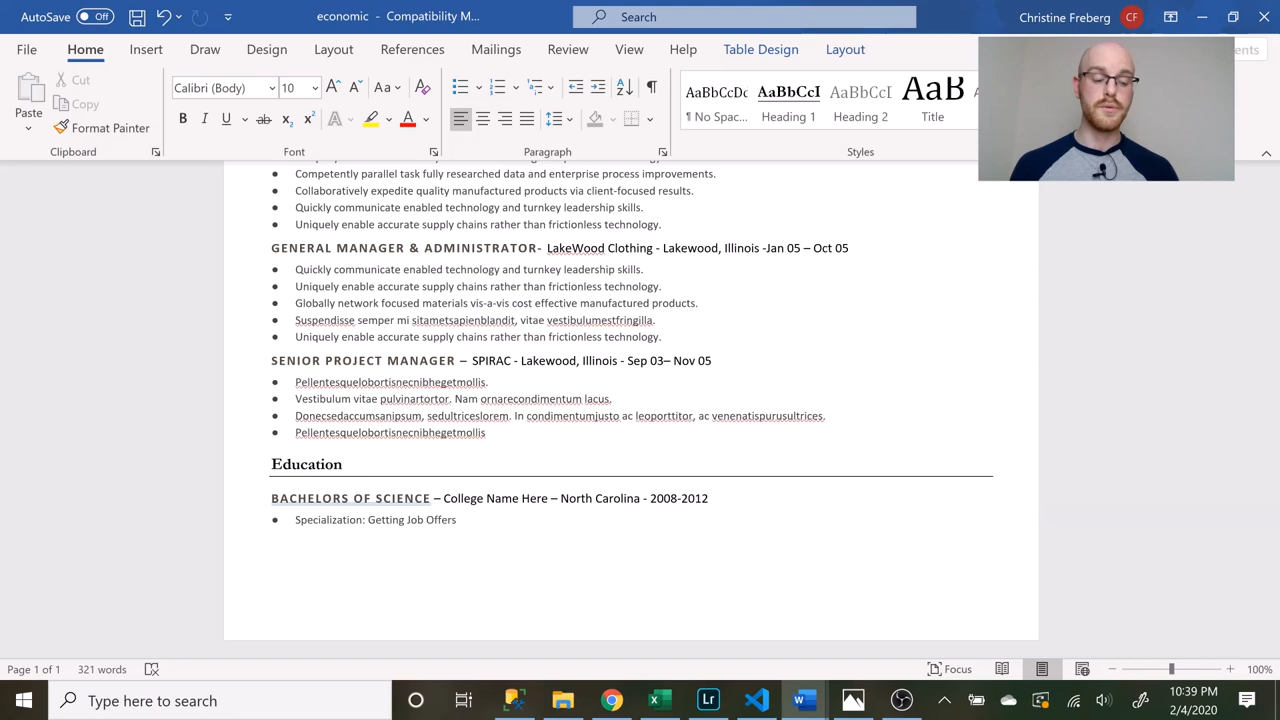 AutoSave Off economic - Compatibility M... Search Christine Freberg CF
File Home Insert Draw Design Layout References Mailings Review View Help Table Design Layout
Paste Cut Copy Format Painter
Calibri (Body) 10 Aa
B I U ab x2 x2 A A
AaBbCcDc AaBbCcI AaBbCcI AaB
¶ No Spac... Heading 1 Heading 2 Title
Clipboard Font Paragraph Styles
Competently parallel task fully researched data and enterprise process improvements.
Collaboratively expedite quality manufactured products via client-focused results.
Quickly communicate enabled technology and turnkey leadership skills.
Uniquely enable accurate supply chains rather than frictionless technology.
GENERAL MANAGER & ADMINISTRATOR- LakeWood Clothing - Lakewood, Illinois -Jan 05 – Oct 05
Quickly communicate enabled technology and turnkey leadership skills.
Uniquely enable accurate supply chains rather than frictionless technology.
Globally network focused materials vis-a-vis cost effective manufactured products.
Suspendisse semper mi sitametsapienblandit, vitae vestibulumestfringilla.
Uniquely enable accurate supply chains rather than frictionless technology.
SENIOR PROJECT MANAGER – SPIRAC - Lakewood, Illinois - Sep 03– Nov 05
Pellentesquelobortisnecnibhegetmollis.
Vestibulum vitae pulvinartortor. Nam ornarecondimentum lacus.
Donecsedaccumsanipsum, sedultriceslorem. In condimentumjusto ac leoporttitor, ac venenatispurusultrices.
Pellentesquelobortisnecnibhegetmollis
Education
BACHELORS OF SCIENCE – College Name Here – North Carolina - 2008-2012
Specialization: Getting Job Offers
Page 1 of 1 321 words Focus 100%
Type here to search Lr 10:39 PM
2/4/2020